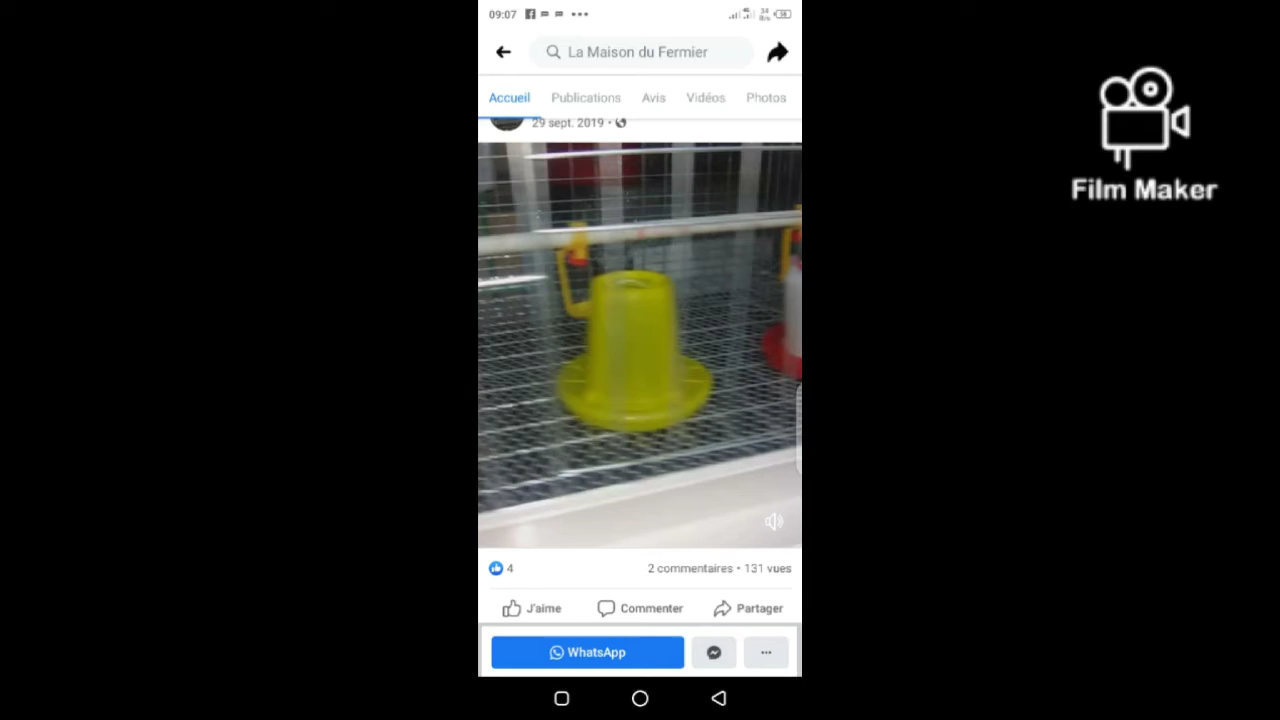 09:07
La Maison du Fermier
Accueil Publications Avis Vidéos Photos
29 sept. 2019
Film Maker
4
2 commentaires • 131 vues
J'aime Commenter Partager
WhatsApp